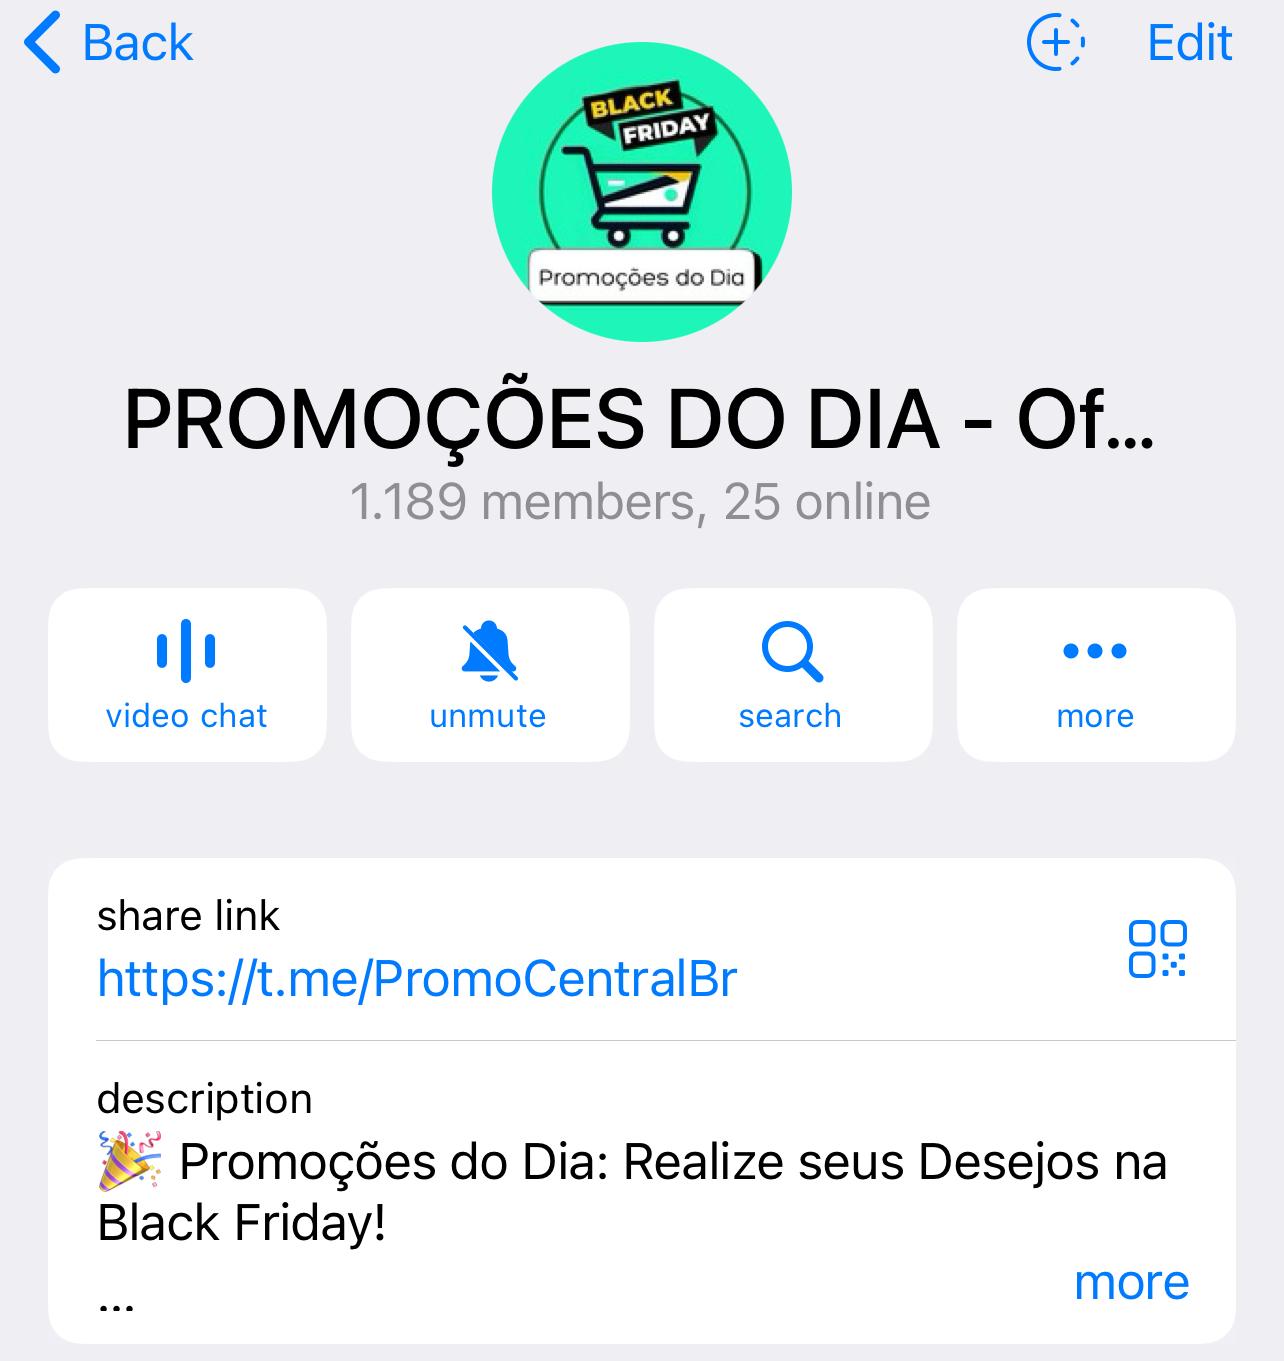 Back
Edit
BLACK
FRIDAY
Promoções do Dia
PROMOÇÕES DO DIA - Of...
1.189 members, 25 online
video chat
unmute
search
more
share link
https://t.me/PromoCentralBr
description
🎉 Promoções do Dia: Realize seus Desejos na
Black Friday!
...
more